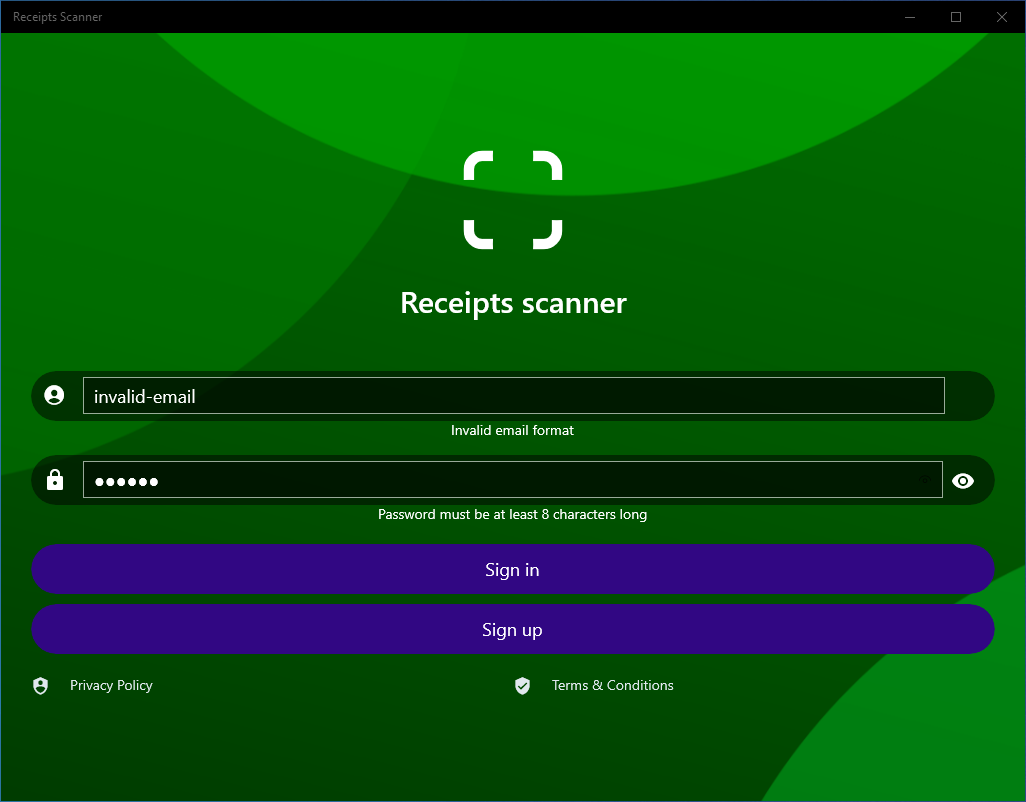 Receipts Scanner
Receipts scanner
invalid-email
Invalid email format
●●●●●●
Password must be at least 8 characters long
Sign in
Sign up
Privacy Policy
Terms & Conditions